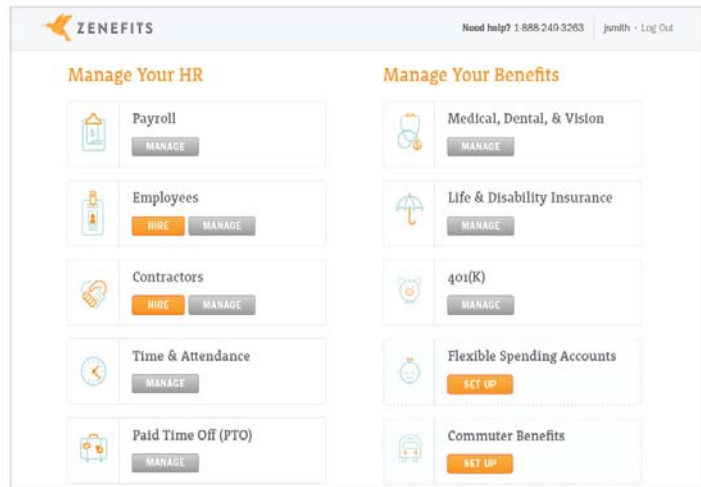 ZENEFITS
Need help? 1-888-249-3263 jsmith · Log Out
Manage Your HR
Payroll
MANAGE
Employees
HIRE MANAGE
Contractors
HIRE MANAGE
Time & Attendance
MANAGE
Paid Time Off (PTO)
MANAGE
Manage Your Benefits
Medical, Dental, & Vision
MANAGE
Life & Disability Insurance
MANAGE
401(K)
MANAGE
Flexible Spending Accounts
SET UP
Commuter Benefits
SET UP